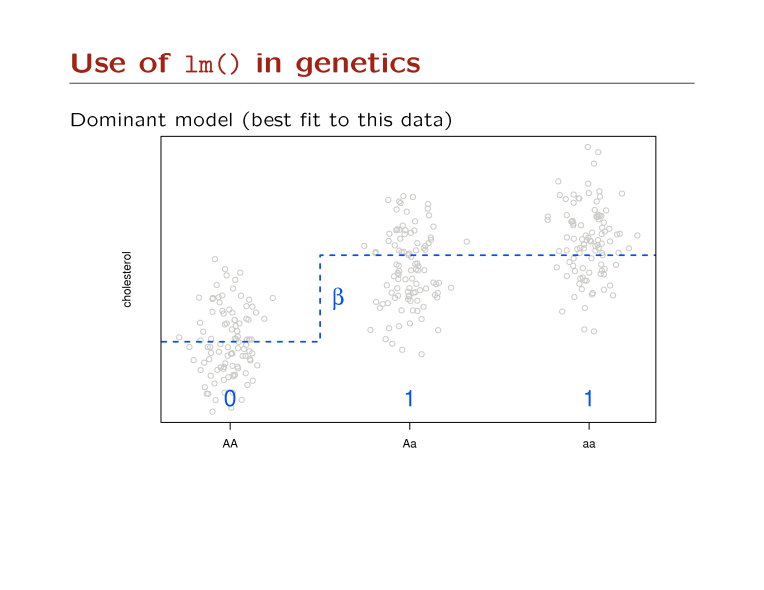 Use of lm() in genetics
Dominant model (best fit to this data)
cholesterol
β
0 1 1
AA Aa aa